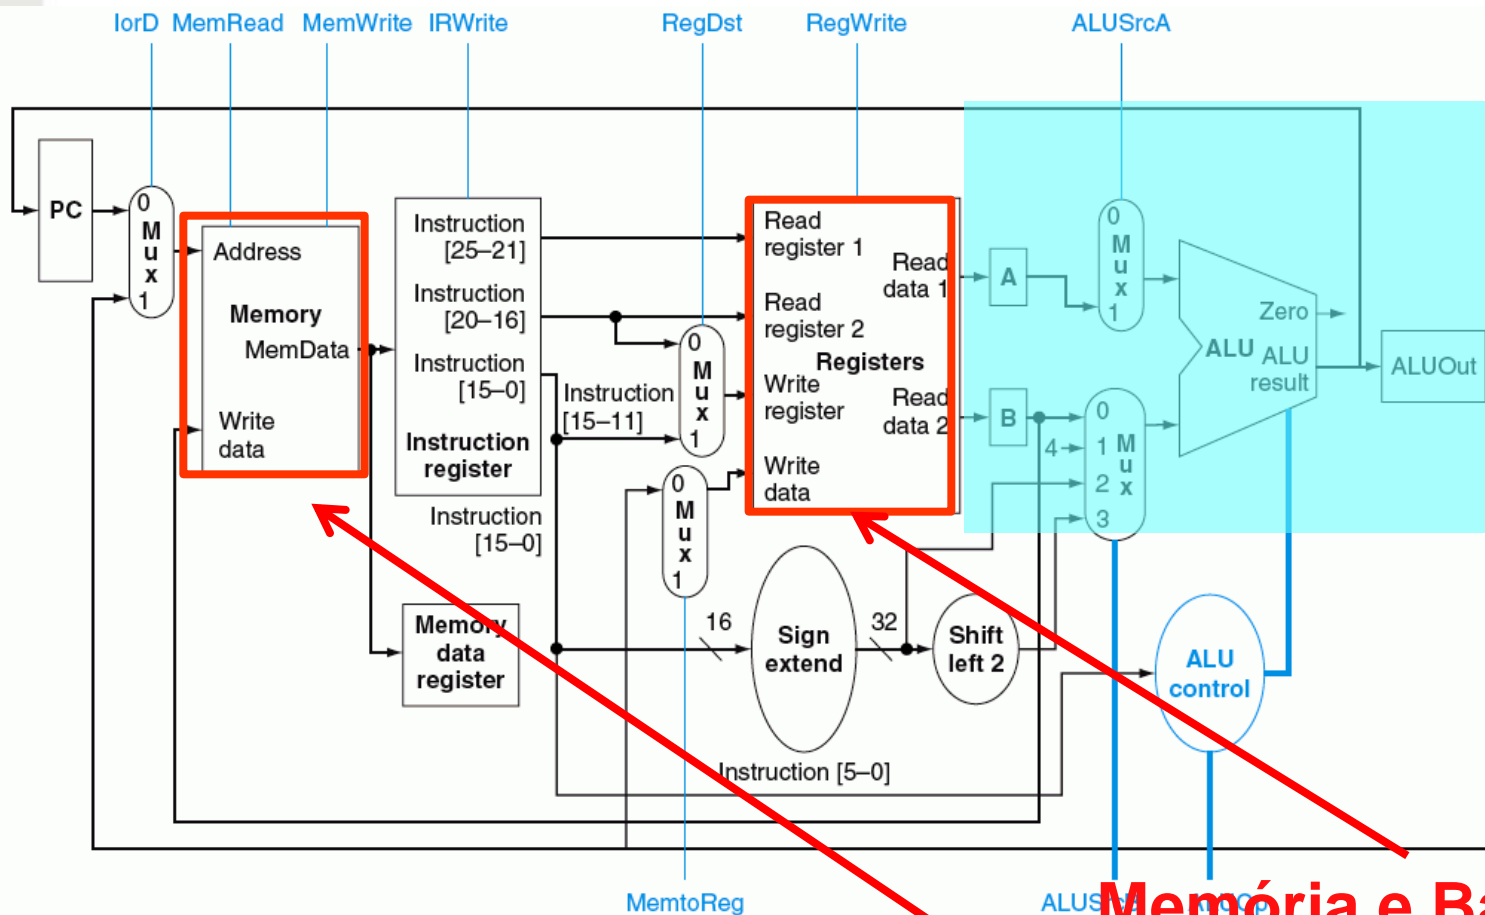 IorD MemRead MemWrite IRWrite RegDst RegWrite ALUSrcA
PC
0
M
u
x
1
Address
Memory
MemData
Write
data
Instruction
[25–21]
Instruction
[20–16]
Instruction
[15–0]
Instruction
register
Instruction
[15–0]
Memory
data
register
Instruction
[15–11]
0
M
u
x
1
0
M
u
x
1
Read
register 1
Read
register 2
Registers
Write
register
Write
data
Read
data 1
Read
data 2
A
B
4
0
M
u
x
1
0
1
2
3
M
u
x
Zero
ALU
ALU
result
ALUOut
16
Sign
extend
32
Shift
left 2
ALU
control
Instruction [5–0]
MemtoReg
Memória e